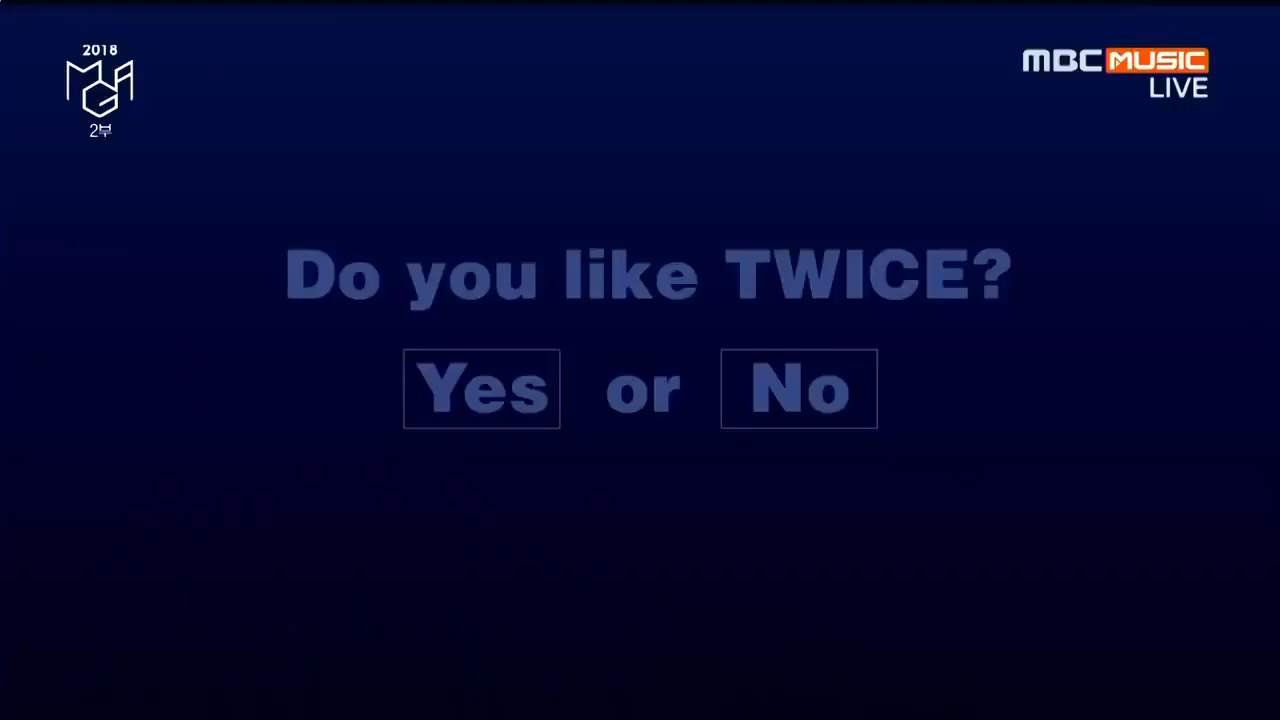 2018
MGA
2부
MBC MUSIC
LIVE
Do you like TWICE?
Yes or No